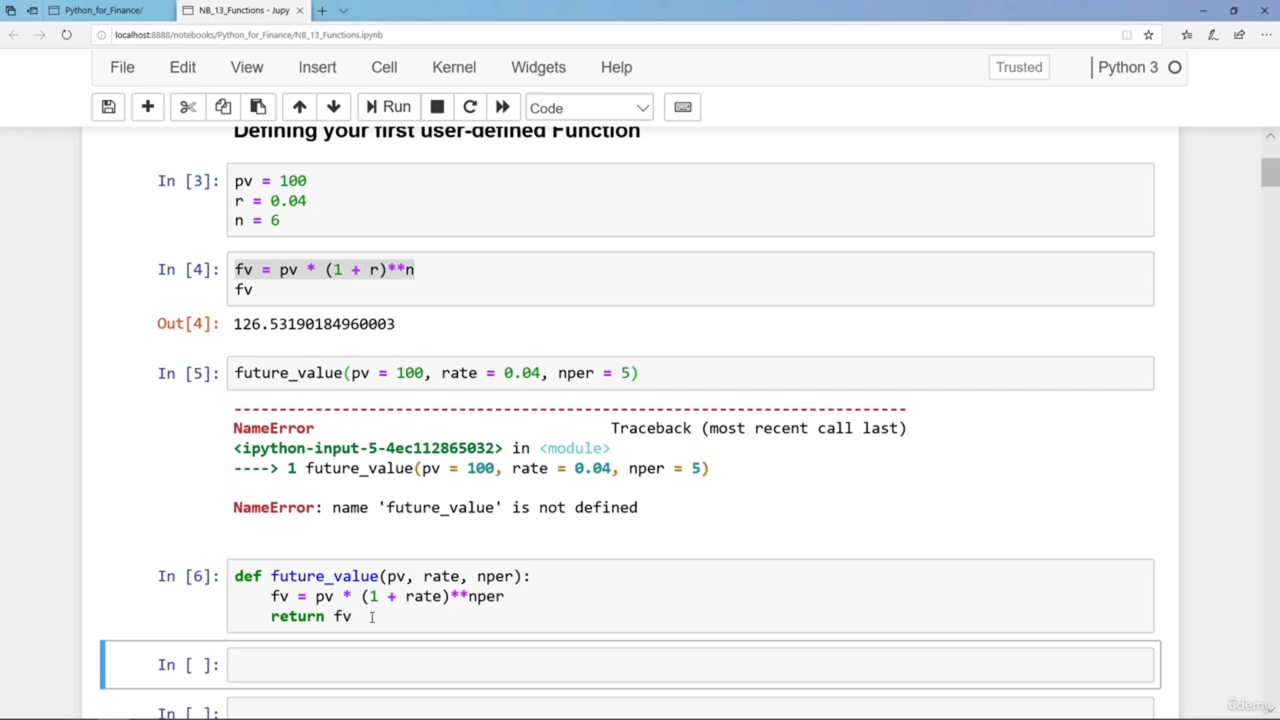 Python_for_Finance/
NB_13_Functions - Jupy
localhost:8888/notebooks/Python_for_Finance/NB_13_Functions.ipynb
File Edit View Insert Cell Kernel Widgets Help Trusted Python 3
Run Code
Defining your first user-defined Function
In [3]: pv = 100
r = 0.04
n = 6
In [4]: fv = pv * (1 + r)**n
fv
Out[4]: 126.53190184960003
In [5]: future_value(pv = 100, rate = 0.04, nper = 5)
---------------------------------------------------------------------------
NameError Traceback (most recent call last)
<ipython-input-5-4ec112865032> in <module>
----> 1 future_value(pv = 100, rate = 0.04, nper = 5)
NameError: name 'future_value' is not defined
In [6]: def future_value(pv, rate, nper):
fv = pv * (1 + rate)**nper
return fv
In [ ]:
In [ ]:
ûdemy